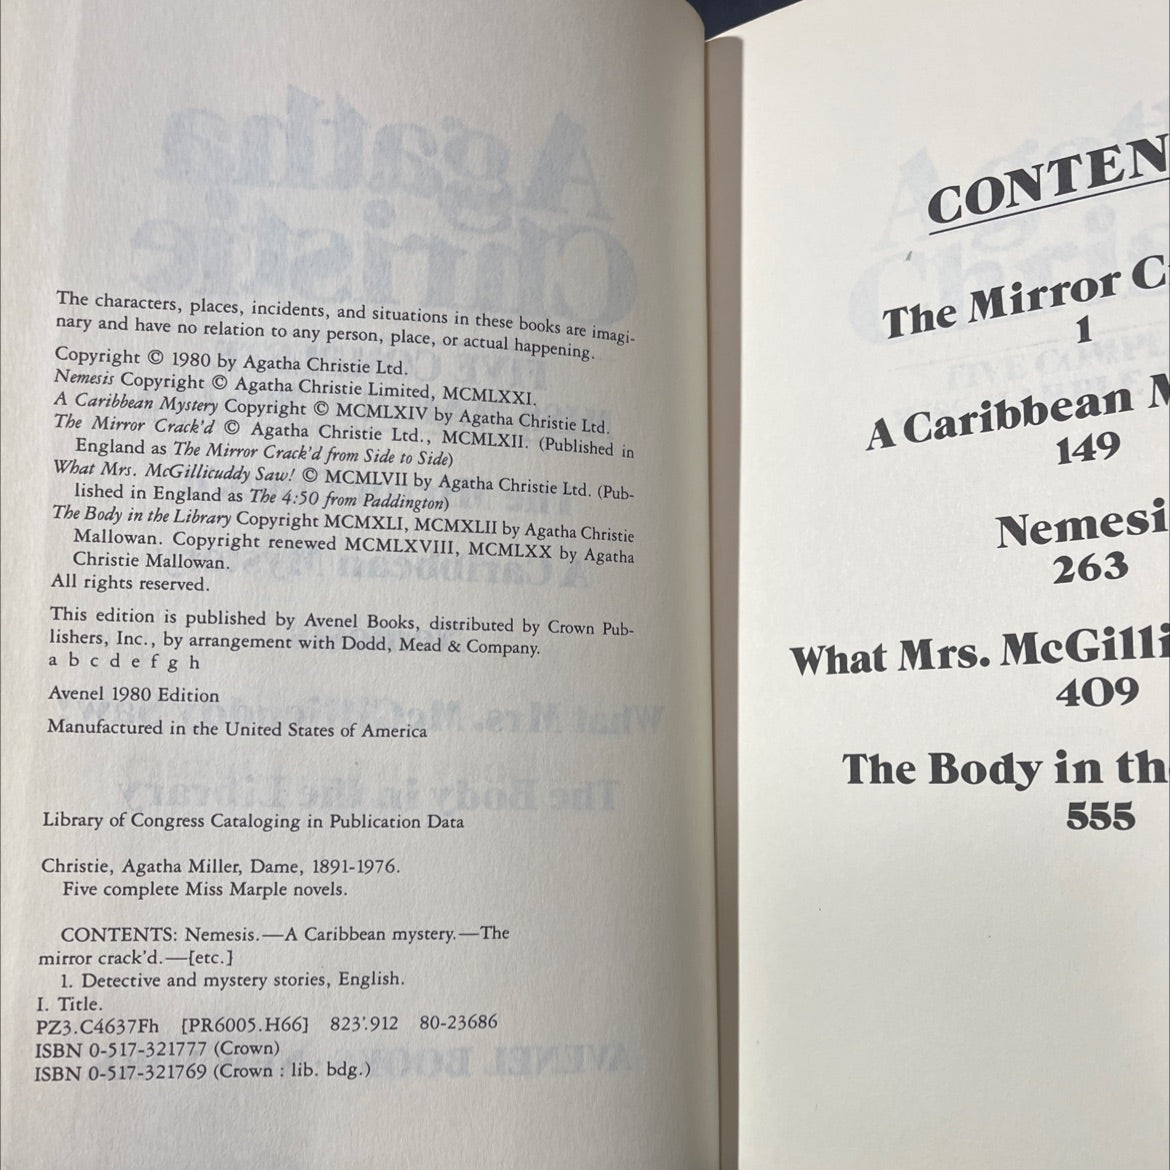 The characters, places, incidents, and situations in these books are imagi-
nary and have no relation to any person, place, or actual happening.
Copyright © 1980 by Agatha Christie Ltd.
Nemesis Copyright © Agatha Christie Limited, MCMLXXI.
A Caribbean Mystery Copyright © MCMLXIV by Agatha Christie Ltd.
The Mirror Crack'd © Agatha Christie Ltd., MCMLXII. (Published in
England as The Mirror Crack'd from Side to Side)
What Mrs. McGillicuddy Saw! © MCMLVII by Agatha Christie Ltd. (Pub-
lished in England as The 4:50 from Paddington)
The Body in the Library Copyright MCMXLI, MCMXLII by Agatha Christie
Mallowan. Copyright renewed MCMLXVIII, MCMLXX by Agatha
Christie Mallowan.
All rights reserved.
This edition is published by Avenel Books, distributed by Crown Pub-
lishers, Inc., by arrangement with Dodd, Mead & Company.
a b c d e f g h
Avenel 1980 Edition
Manufactured in the United States of America
Library of Congress Cataloging in Publication Data
Christie, Agatha Miller, Dame, 1891-1976.
Five complete Miss Marple novels.
CONTENTS: Nemesis.—A Caribbean mystery.—The
mirror crack'd.—[etc.]
1. Detective and mystery stories, English.
I. Title.
PZ3.C4637Fh [PR6005.H66] 823'.912 80-23686
ISBN 0-517-321777 (Crown)
ISBN 0-517-321769 (Crown : lib. bdg.)
CONTEN
The Mirror C
1
A Caribbean M
149
Nemesi
263
What Mrs. McGilli
409
The Body in th
555